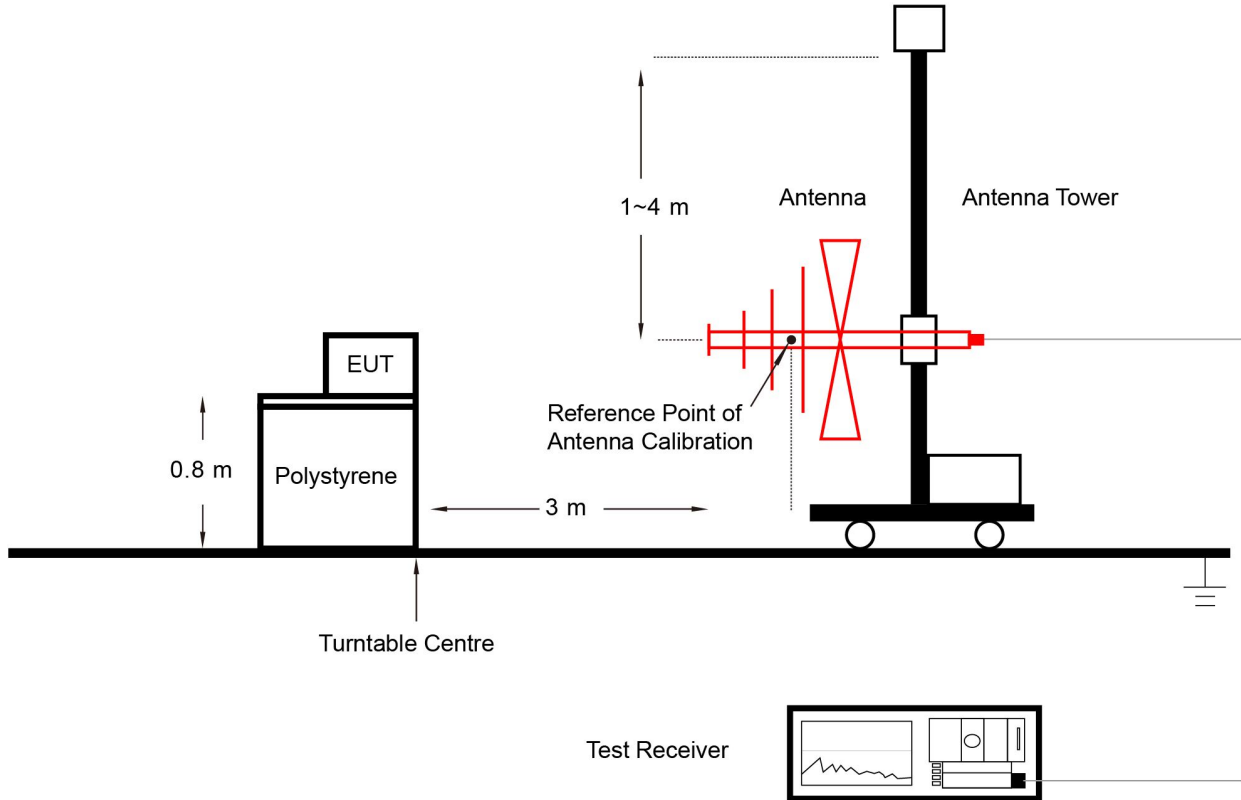 1~4 m
Antenna
Antenna Tower
EUT
Reference Point of
Antenna Calibration
0.8 m
Polystyrene
3 m
Turntable Centre
Test Receiver